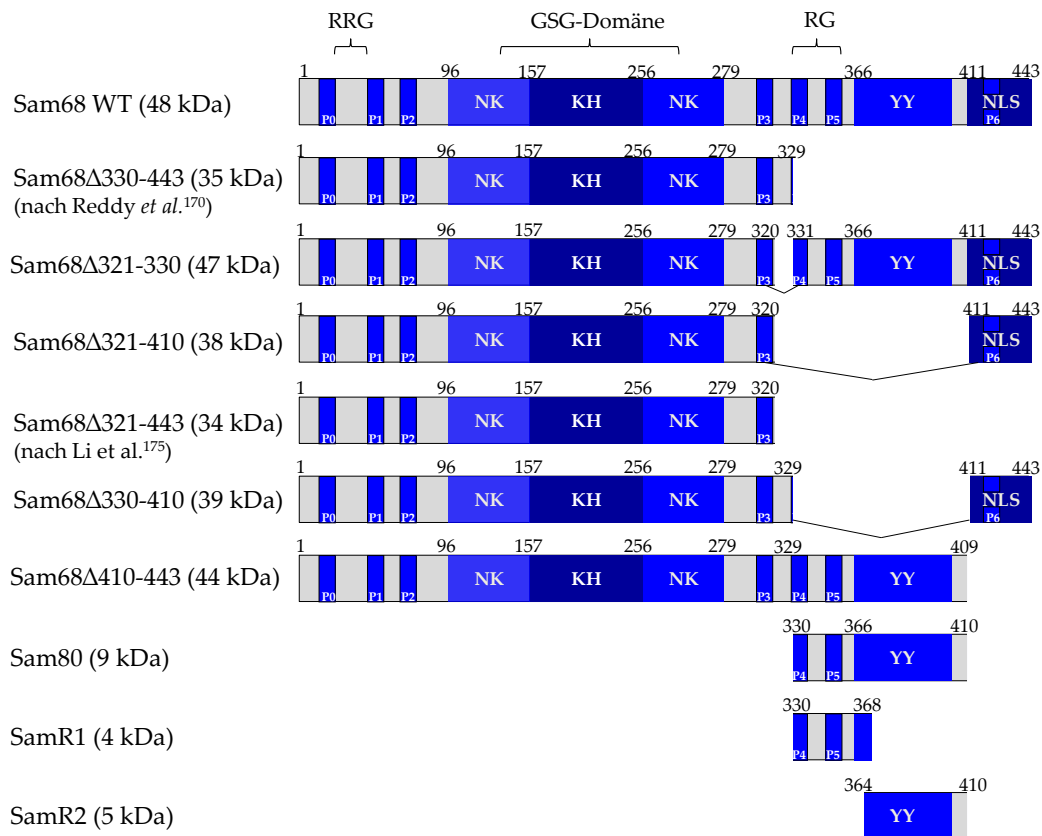 RRG GSG-Domäne RG
1 96 157 256 279 366 411 443
Sam68 WT (48 kDa) P0 P1 P2 NK KH NK P3 P4 P5 YY NLS P6
1 96 157 256 279 329
Sam68Δ330-443 (35 kDa) P0 P1 P2 NK KH NK P3
(nach Reddy et al.170)
1 96 157 256 279 320 331 366 411 443
Sam68Δ321-330 (47 kDa) P0 P1 P2 NK KH NK P3 P4 P5 YY NLS P6
1 96 157 256 279 320 411 443
Sam68Δ321-410 (38 kDa) P0 P1 P2 NK KH NK P3 NLS P6
1 96 157 256 279 320
Sam68Δ321-443 (34 kDa) P0 P1 P2 NK KH NK P3
(nach Li et al.175)
1 96 157 256 279 329 411 443
Sam68Δ330-410 (39 kDa) P0 P1 P2 NK KH NK P3 NLS P6
1 96 157 256 279 329 409
Sam68Δ410-443 (44 kDa) P0 P1 P2 NK KH NK P3 P4 P5 YY
330 366 410
Sam80 (9 kDa) P4 P5 YY
330 368
SamR1 (4 kDa) P4 P5
364 410
SamR2 (5 kDa) YY